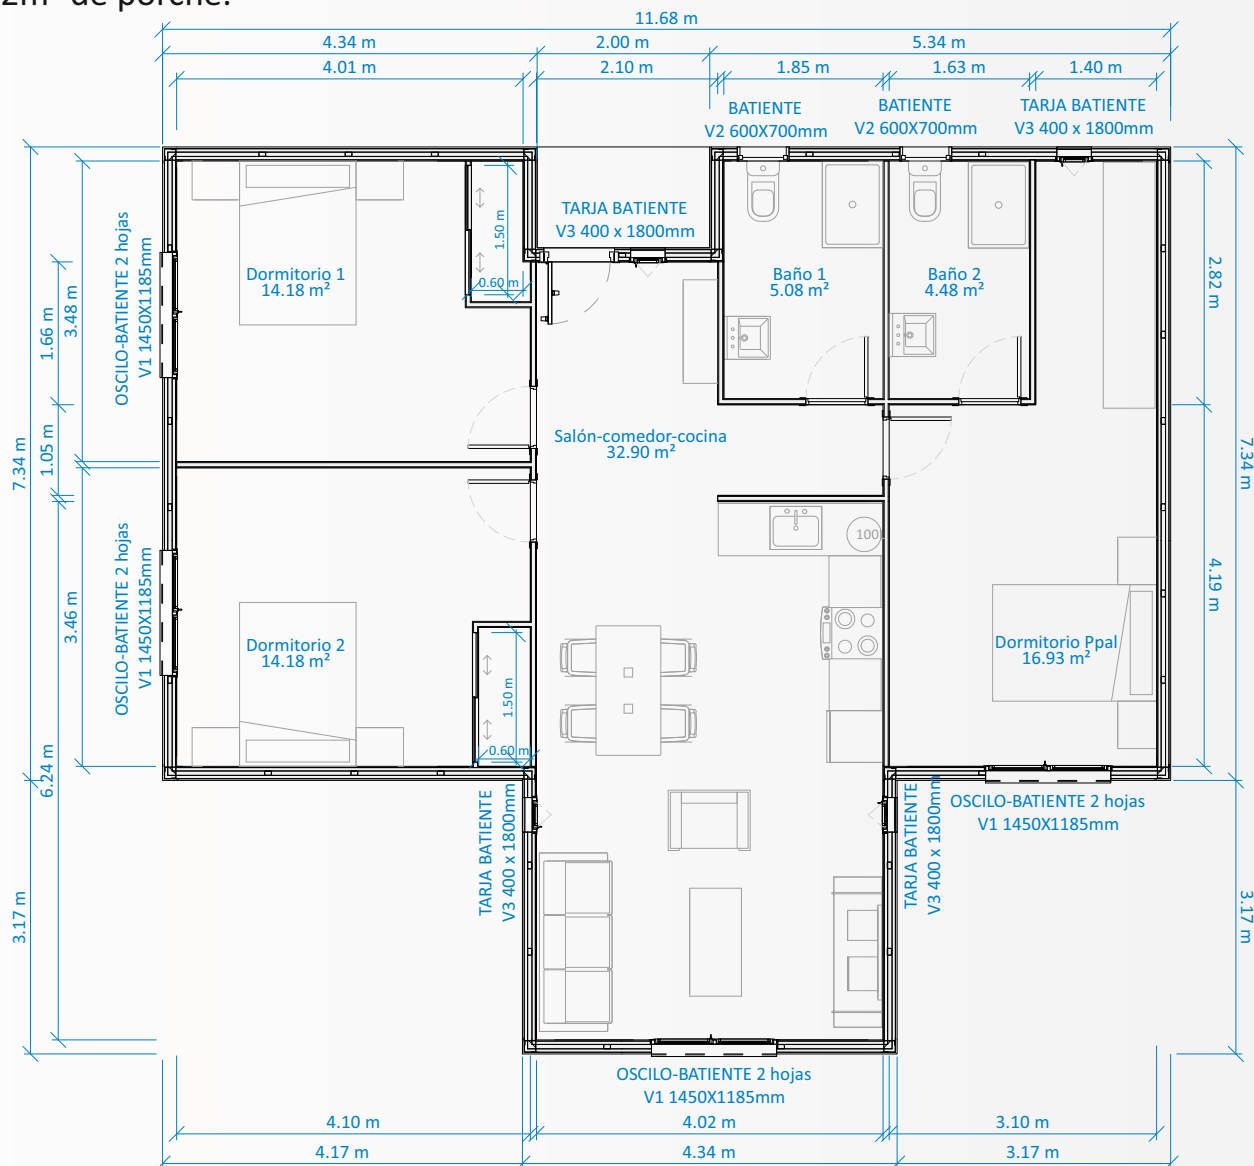 2m² de porche.
11.68 m
4.34 m
2.00 m
5.34 m
4.01 m
2.10 m
1.85 m
1.63 m
1.40 m
BATIENTE
V2 600X700mm
BATIENTE
V2 600X700mm
TARJA BATIENTE
V3 400 x 1800mm
TARJA BATIENTE
V3 400 x 1800mm
OSCILO-BATIENTE 2 hojas
V1 1450X1185mm
1.50 m
0.60 m
Dormitorio 1
14.18 m²
Baño 1
5.08 m²
Baño 2
4.48 m²
2.82 m
1.66 m
3.48 m
1.05 m
7.34 m
Salón-comedor-cocina
32.90 m²
7.34 m
100
OSCILO-BATIENTE 2 hojas
V1 1450X1185mm
3.46 m
4.19 m
Dormitorio 2
14.18 m²
Dormitorio Ppal
16.93 m²
1.50 m
0.60 m
6.24 m
TARJA BATIENTE
V3 400 x 1800mm
TARJA BATIENTE
V3 400 x 1800mm
OSCILO-BATIENTE 2 hojas
V1 1450X1185mm
3.17 m
3.17 m
OSCILO-BATIENTE 2 hojas
V1 1450X1185mm
4.10 m
4.02 m
3.10 m
4.17 m
4.34 m
3.17 m